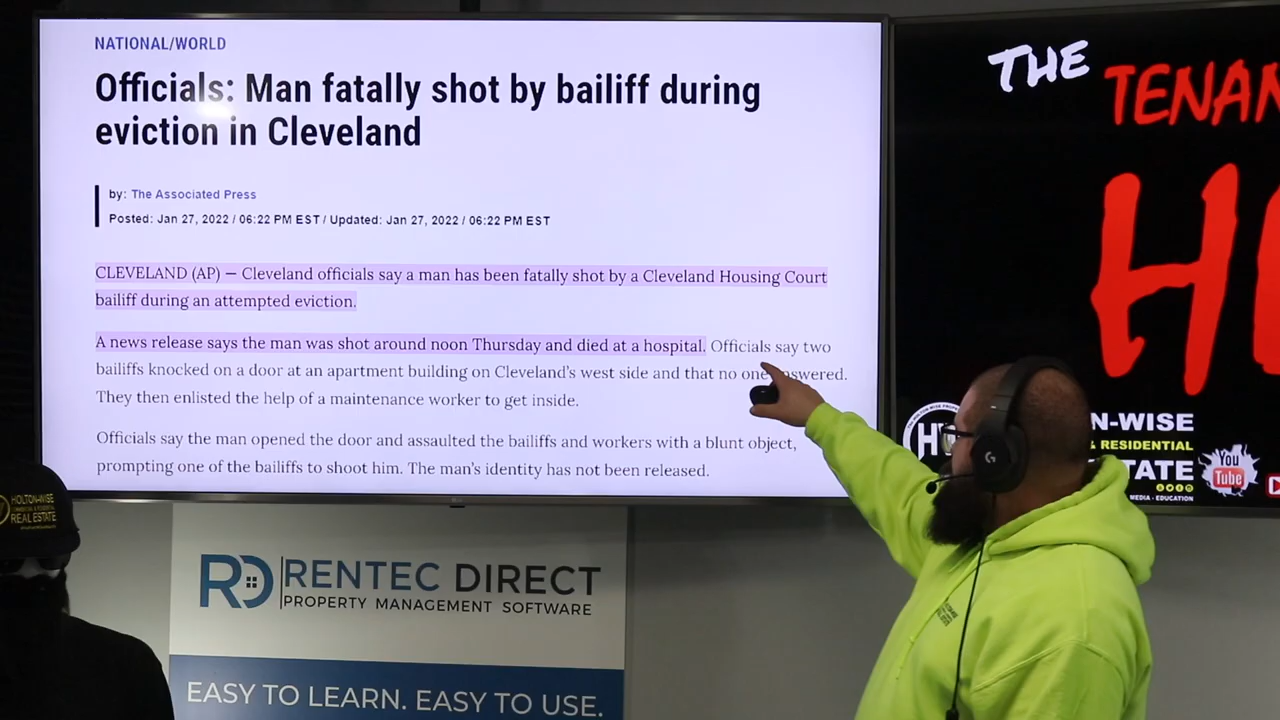 NATIONAL/WORLD
Officials: Man fatally shot by bailiff during
eviction in Cleveland
by: The Associated Press
Posted: Jan 27, 2022 / 06:22 PM EST / Updated: Jan 27, 2022 / 06:22 PM EST
CLEVELAND (AP) — Cleveland officials say a man has been fatally shot by a Cleveland Housing Court
bailiff during an attempted eviction.
A news release says the man was shot around noon Thursday and died at a hospital. Officials say two
bailiffs knocked on a door at an apartment building on Cleveland's west side and that no one answered.
They then enlisted the help of a maintenance worker to get inside.
Officials say the man opened the door and assaulted the bailiffs and workers with a blunt object,
prompting one of the bailiffs to shoot him. The man's identity has not been released.
THE
TENAN
H
N-WISE
& RESIDENTIAL
TATE
MEDIA - EDUCATION
You
Tube
HOLTON-WISE
REAL ESTATE
RD RENTEC DIRECT
PROPERTY MANAGEMENT SOFTWARE
EASY TO LEARN. EASY TO USE.